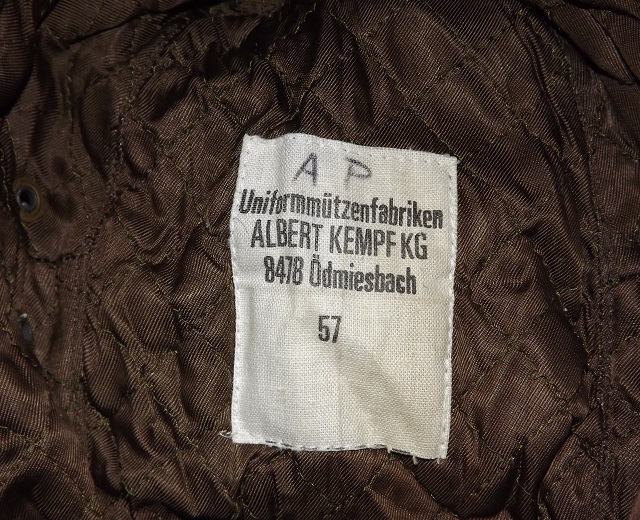 A P
Uniformmützenfabriken
ALBERT KEMPF KG
8478 Ödmiesbach
57